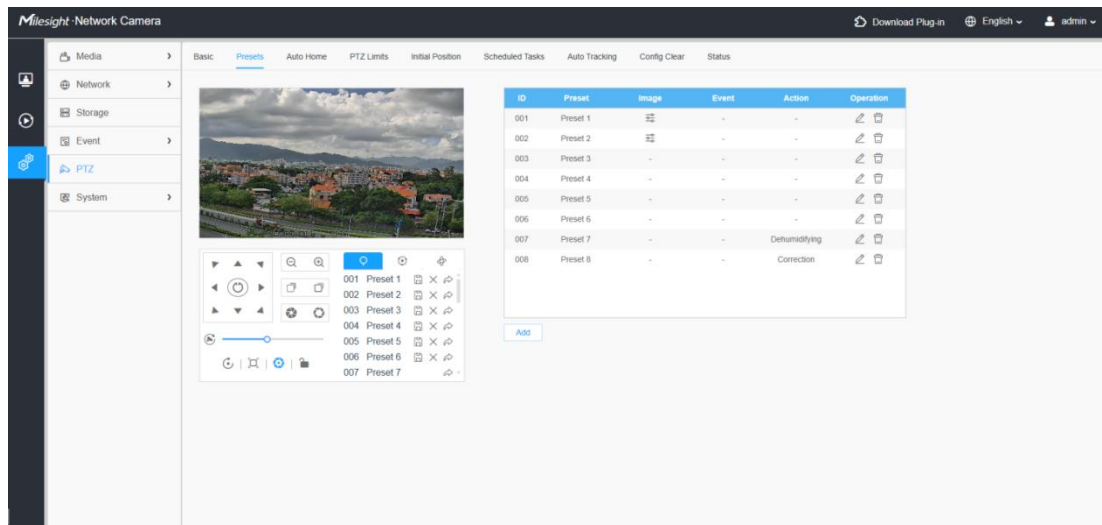 Milesight · Network Camera Download Plug-in English admin
Media
Network
Storage
Event
PTZ
System
Basic Presets Auto Home PTZ Limits Initial Position Scheduled Tasks Auto Tracking Config Clear Status
001 Preset 1
002 Preset 2
003 Preset 3
004 Preset 4
005 Preset 5
006 Preset 6
007 Preset 7
ID Preset Image Event Action Operation
001 Preset 1 - -
002 Preset 2 - -
003 Preset 3 - - -
004 Preset 4 - - -
005 Preset 5 - - -
006 Preset 6 - - -
007 Preset 7 - - Dehumidifying
008 Preset 8 - - Correction
Add